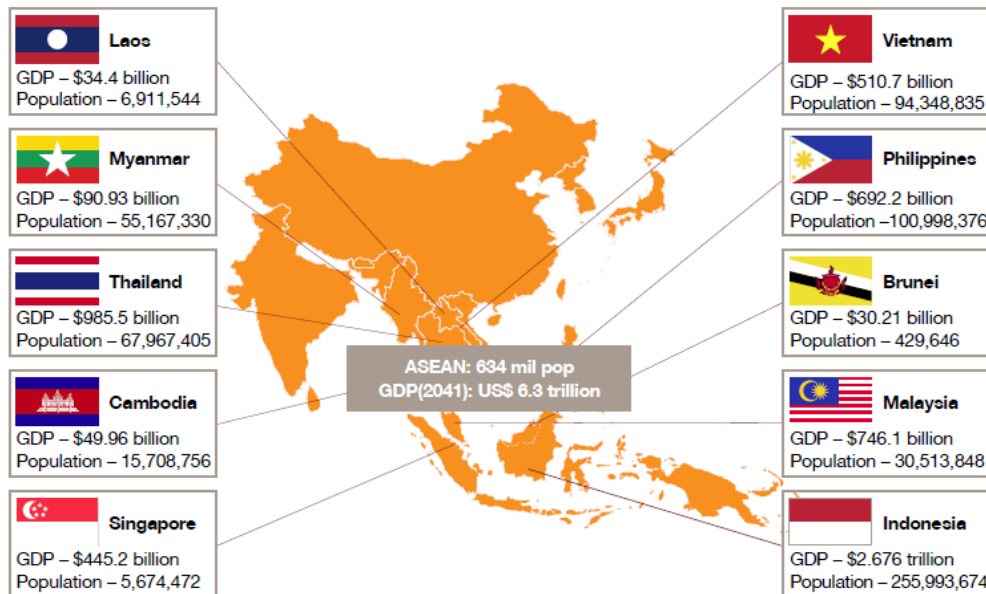 Laos
GDP – $34.4 billion
Population – 6,911,544
Myanmar
GDP – $90.93 billion
Population – 55,167,330
Thailand
GDP – $985.5 billion
Population – 67,967,405
Cambodia
GDP – $49.96 billion
Population – 15,708,756
Singapore
GDP – $445.2 billion
Population – 5,674,472
ASEAN: 634 mil pop
GDP(2041): US$ 6.3 trillion
Vietnam
GDP – $510.7 billion
Population – 94,348,835
Philippines
GDP – $692.2 billion
Population –100,998,376
Brunei
GDP – $30.21 billion
Population – 429,646
Malaysia
GDP – $746.1 billion
Population – 30,513,848
Indonesia
GDP – $2.676 trillion
Population – 255,993,674